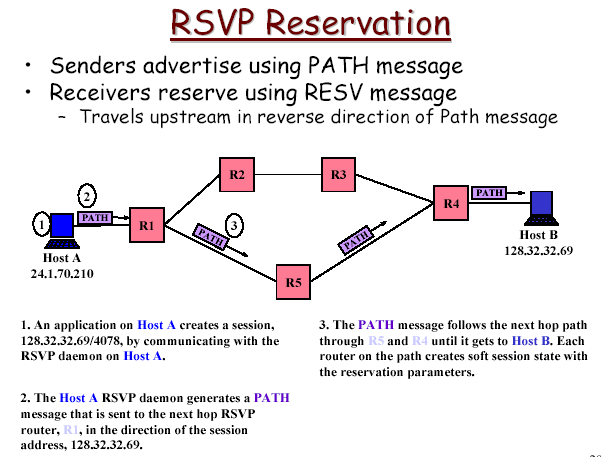 RSVP Reservation
• Senders advertise using PATH message
• Receivers reserve using RESV message
– Travels upstream in reverse direction of Path message
R2
R3
2
PATH
R4
PATH
1
PATH
R1
PATH
3
PATH
Host A
24.1.70.210
Host B
128.32.32.69
R5
1. An application on Host A creates a session,
128.32.32.69/4078, by communicating with the
RSVP daemon on Host A.
2. The Host A RSVP daemon generates a PATH
message that is sent to the next hop RSVP
router, R1, in the direction of the session
address, 128.32.32.69.
3. The PATH message follows the next hop path
through R5 and R4 until it gets to Host B. Each
router on the path creates soft session state with
the reservation parameters.